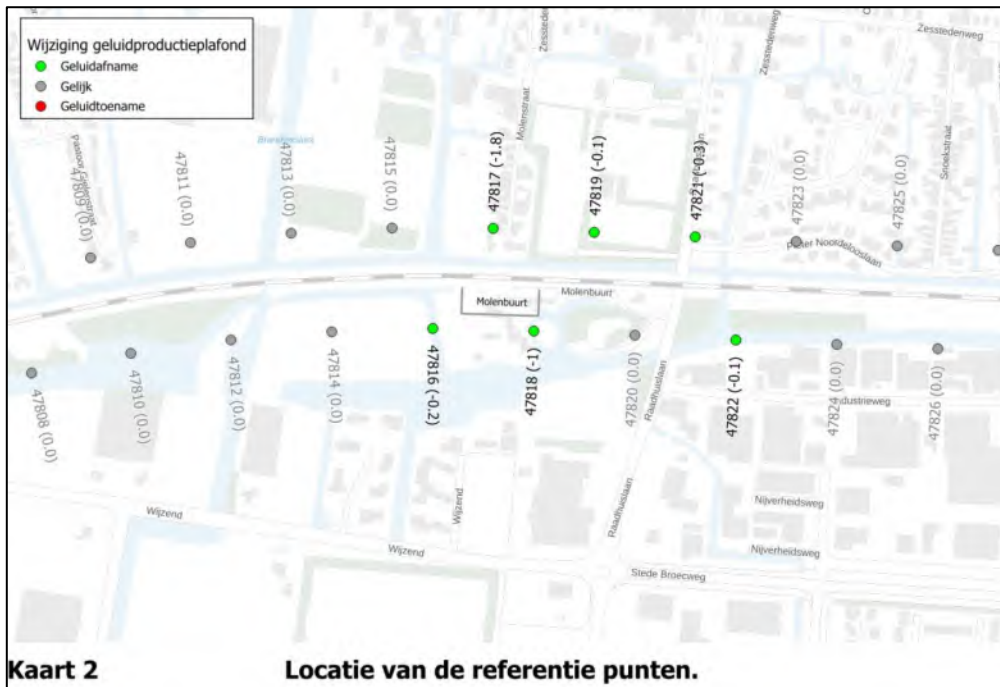 Wijziging geluidproductieplafond
Geluidafname
Gelijk
Geluidtoename
Zesstedenweg
Zesstedenweg
Molenstraat
Snoekstraat
47809 (0.0)
47811 (0.0)
47813 (0.0)
47815 (0.0)
47817 (-1.8)
47819 (-0.1)
47821 (-0.3)
47823 (0.0)
47825 (0.0)
Pieter Noordelooslaan
Molenbuurt
Molenbuurt
47808 (0.0)
47810 (0.0)
47812 (0.0)
47814 (0.0)
47816 (-0.2)
47818 (-1)
47820 (0.0)
Raadhuislaan
47822 (-0.1)
47824 (0.0)
47826 (0.0)
Industrieweg
Wijzend
Wijzend
Wijzend
Raadhuislaan
Nijverheidsweg
Nijverheidsweg
Stede Broecweg
Kaart 2
Locatie van de referentie punten.